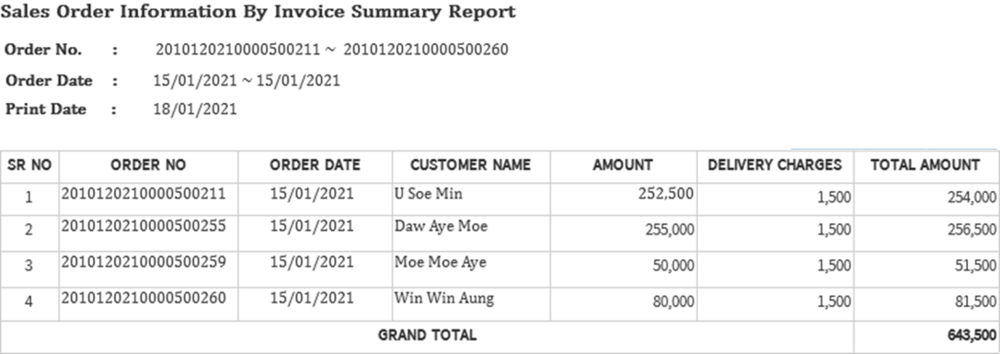 Sales Order Information By Invoice Summary Report
Order No. : 2010120210000500211 ~ 2010120210000500260
Order Date : 15/01/2021 ~ 15/01/2021
Print Date : 18/01/2021
SR NO ORDER NO ORDER DATE CUSTOMER NAME AMOUNT DELIVERY CHARGES TOTAL AMOUNT
1 2010120210000500211 15/01/2021 U Soe Min 252,500 1,500 254,000
2 2010120210000500255 15/01/2021 Daw Aye Moe 255,000 1,500 256,500
3 2010120210000500259 15/01/2021 Moe Moe Aye 50,000 1,500 51,500
4 2010120210000500260 15/01/2021 Win Win Aung 80,000 1,500 81,500
GRAND TOTAL 643,500